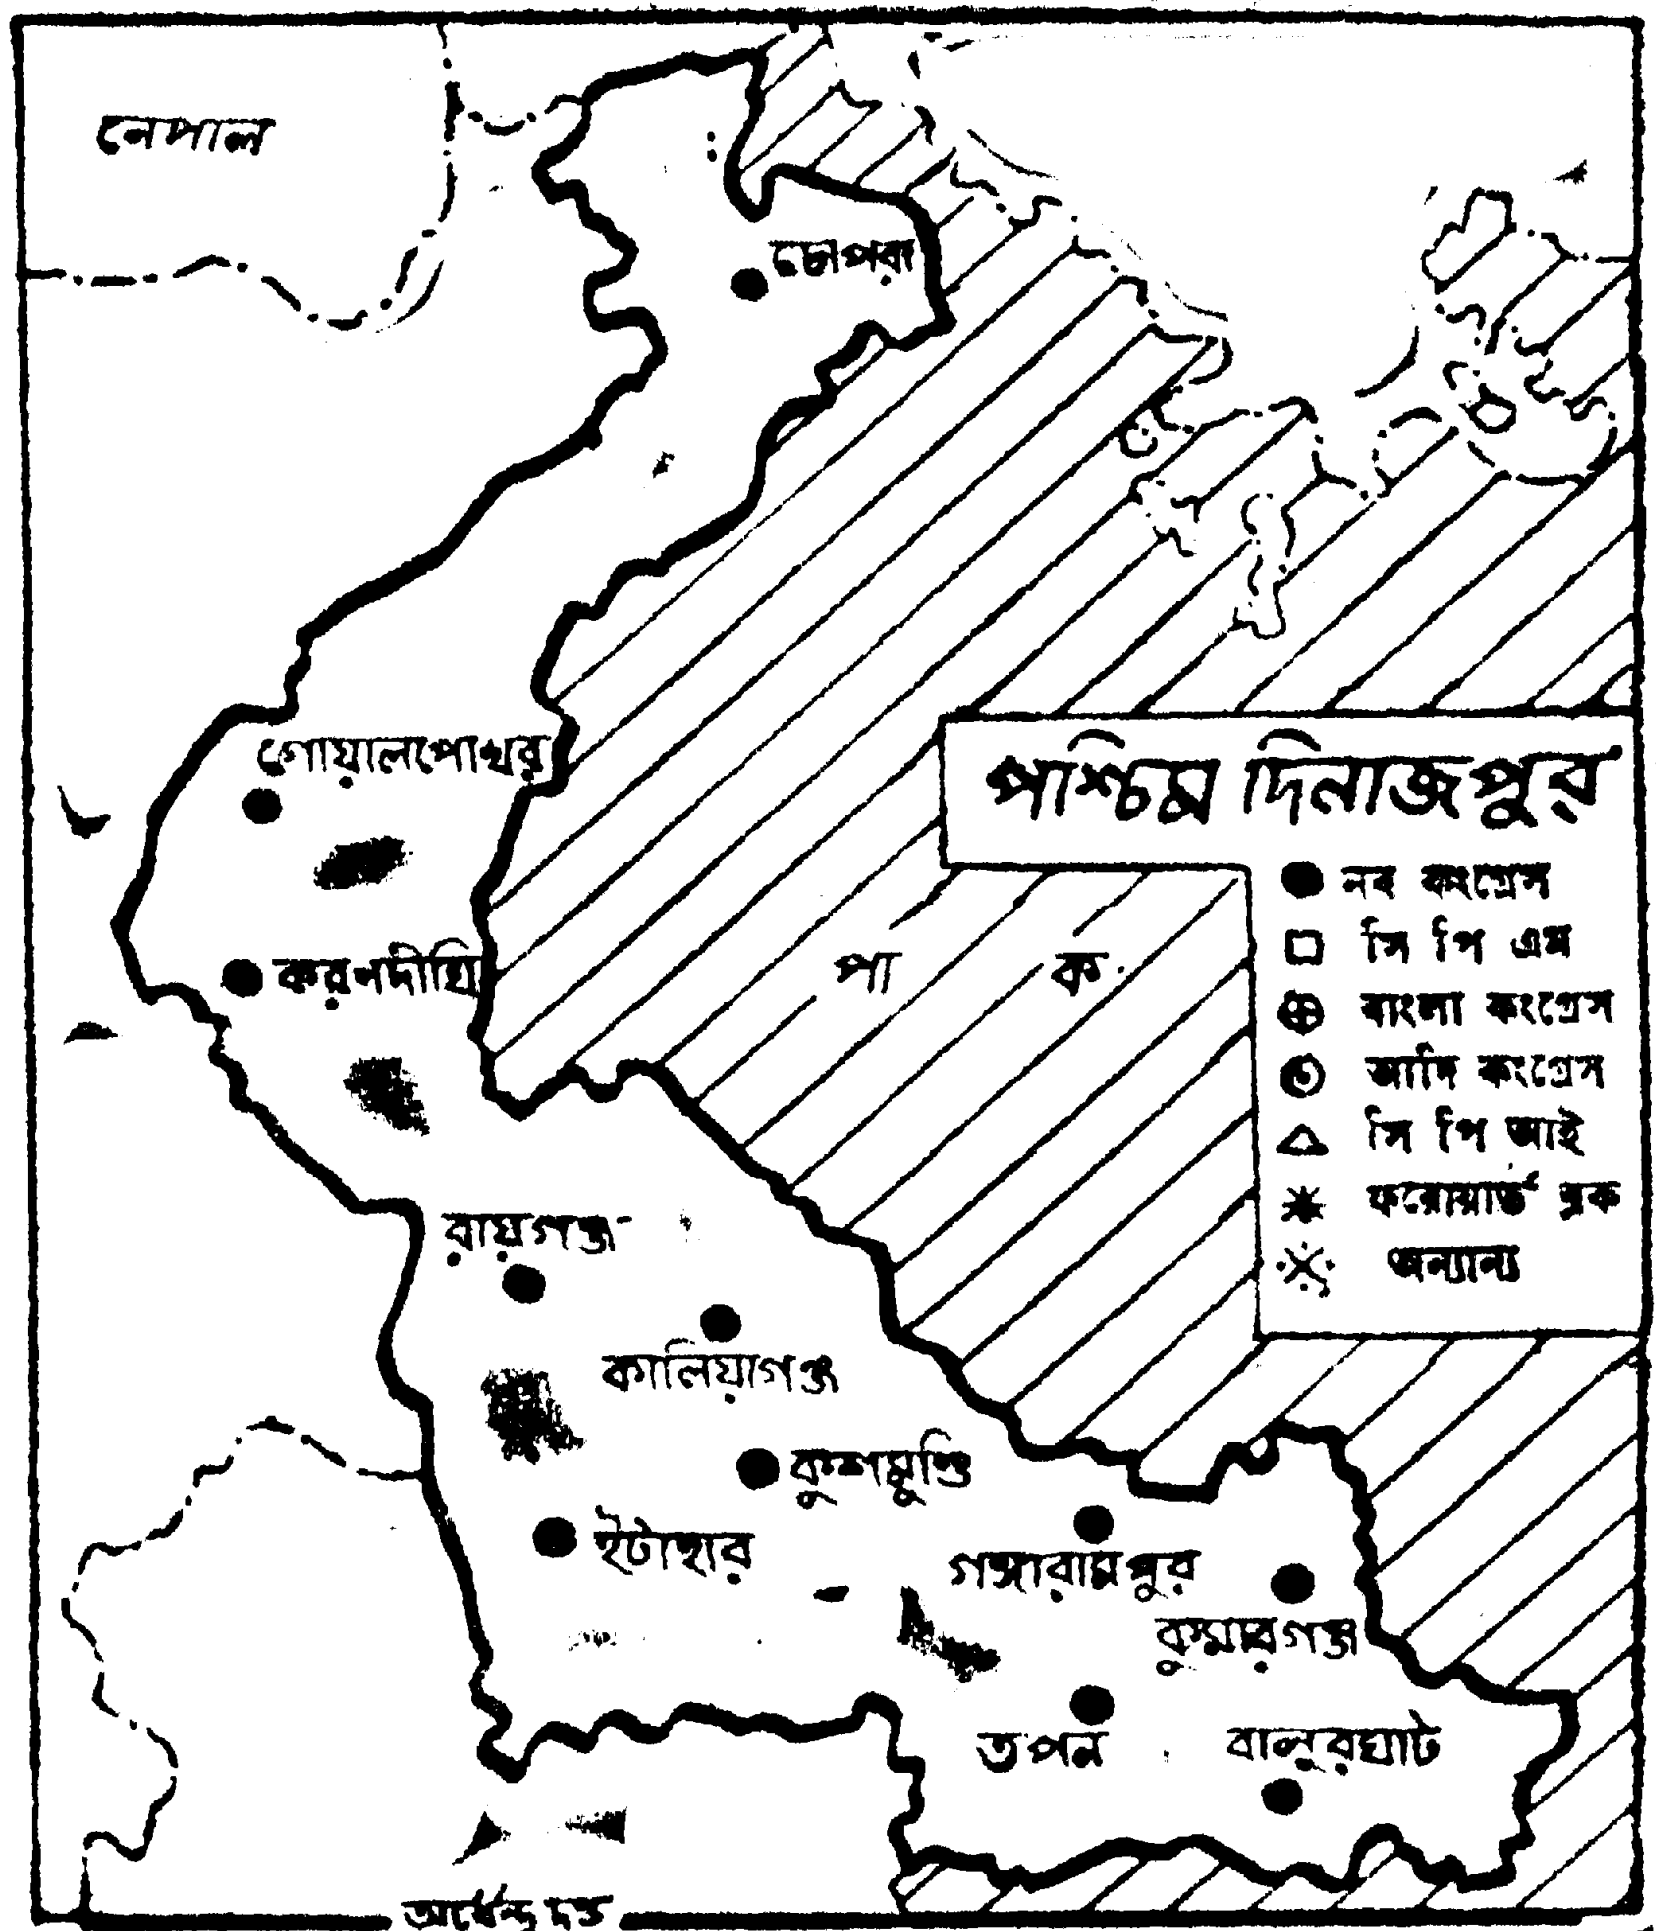 নেপাল
চোপরা
গোয়ালপোখর
পশ্চিম দিনাজপুর
নব কংগ্রেস
সি পি এম
বাংলা কংগ্রেস
আদি কংগ্রেস
সি পি আই
ফরোয়ার্ড ব্লক
অন্যান্য
পাক
করনদীঘি
রায়গঞ্জ
কালিয়াগঞ্জ
কুশমুণ্ডি
ইটাহার
গঙ্গারামপুর
কুমারগঞ্জ
তপন
বালুরঘাট
অর্ধেন্দু দত্ত